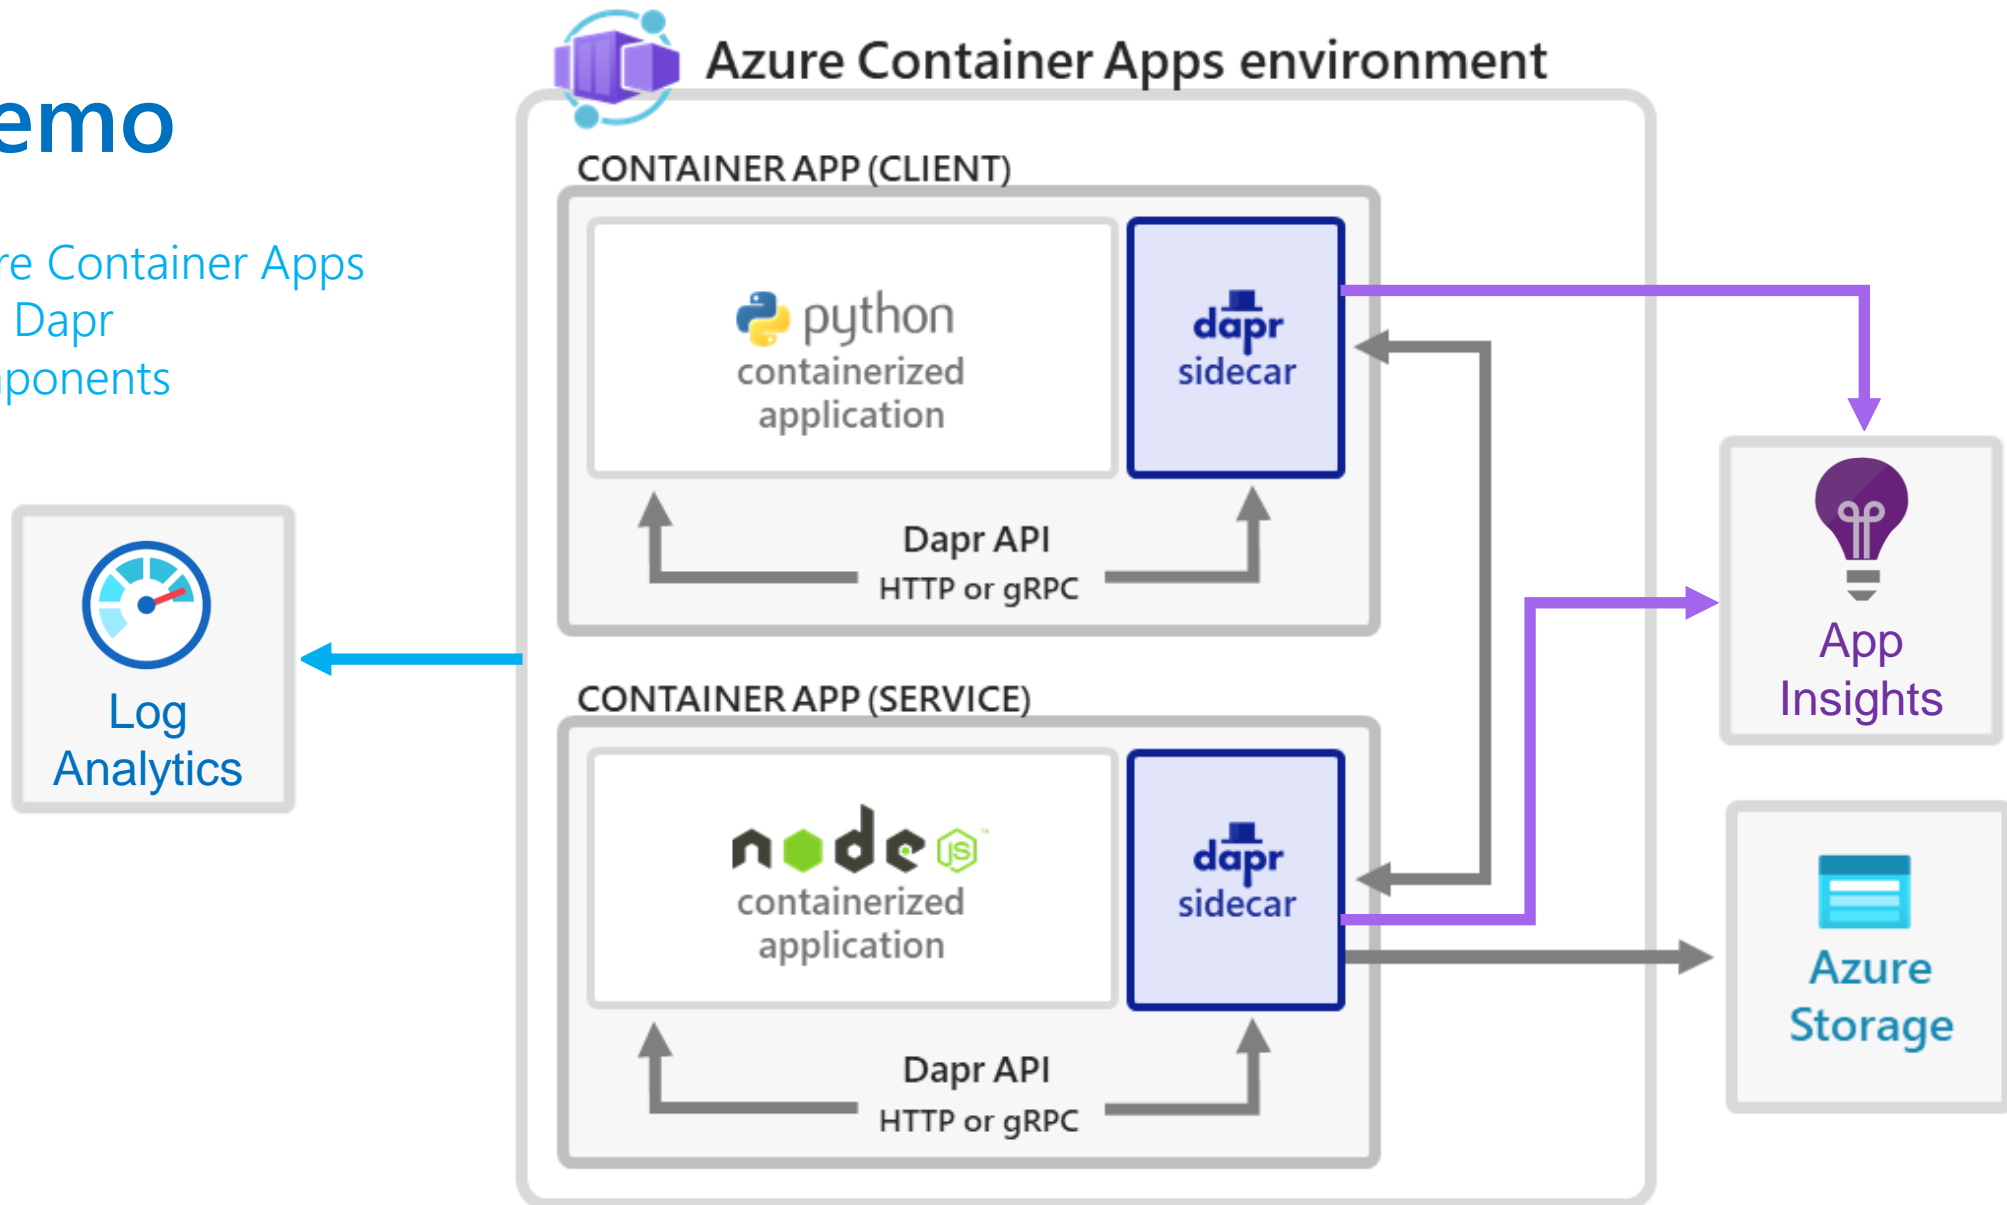 emo
re Container Apps
Dapr
ponents
Log
Analytics
Azure Container Apps environment
CONTAINER APP (CLIENT)
python
containerized
application
dapr
sidecar
Dapr API
HTTP or gRPC
CONTAINER APP (SERVICE)
node JS™
containerized
application
dapr
sidecar
Dapr API
HTTP or gRPC
App
Insights
Azure
Storage